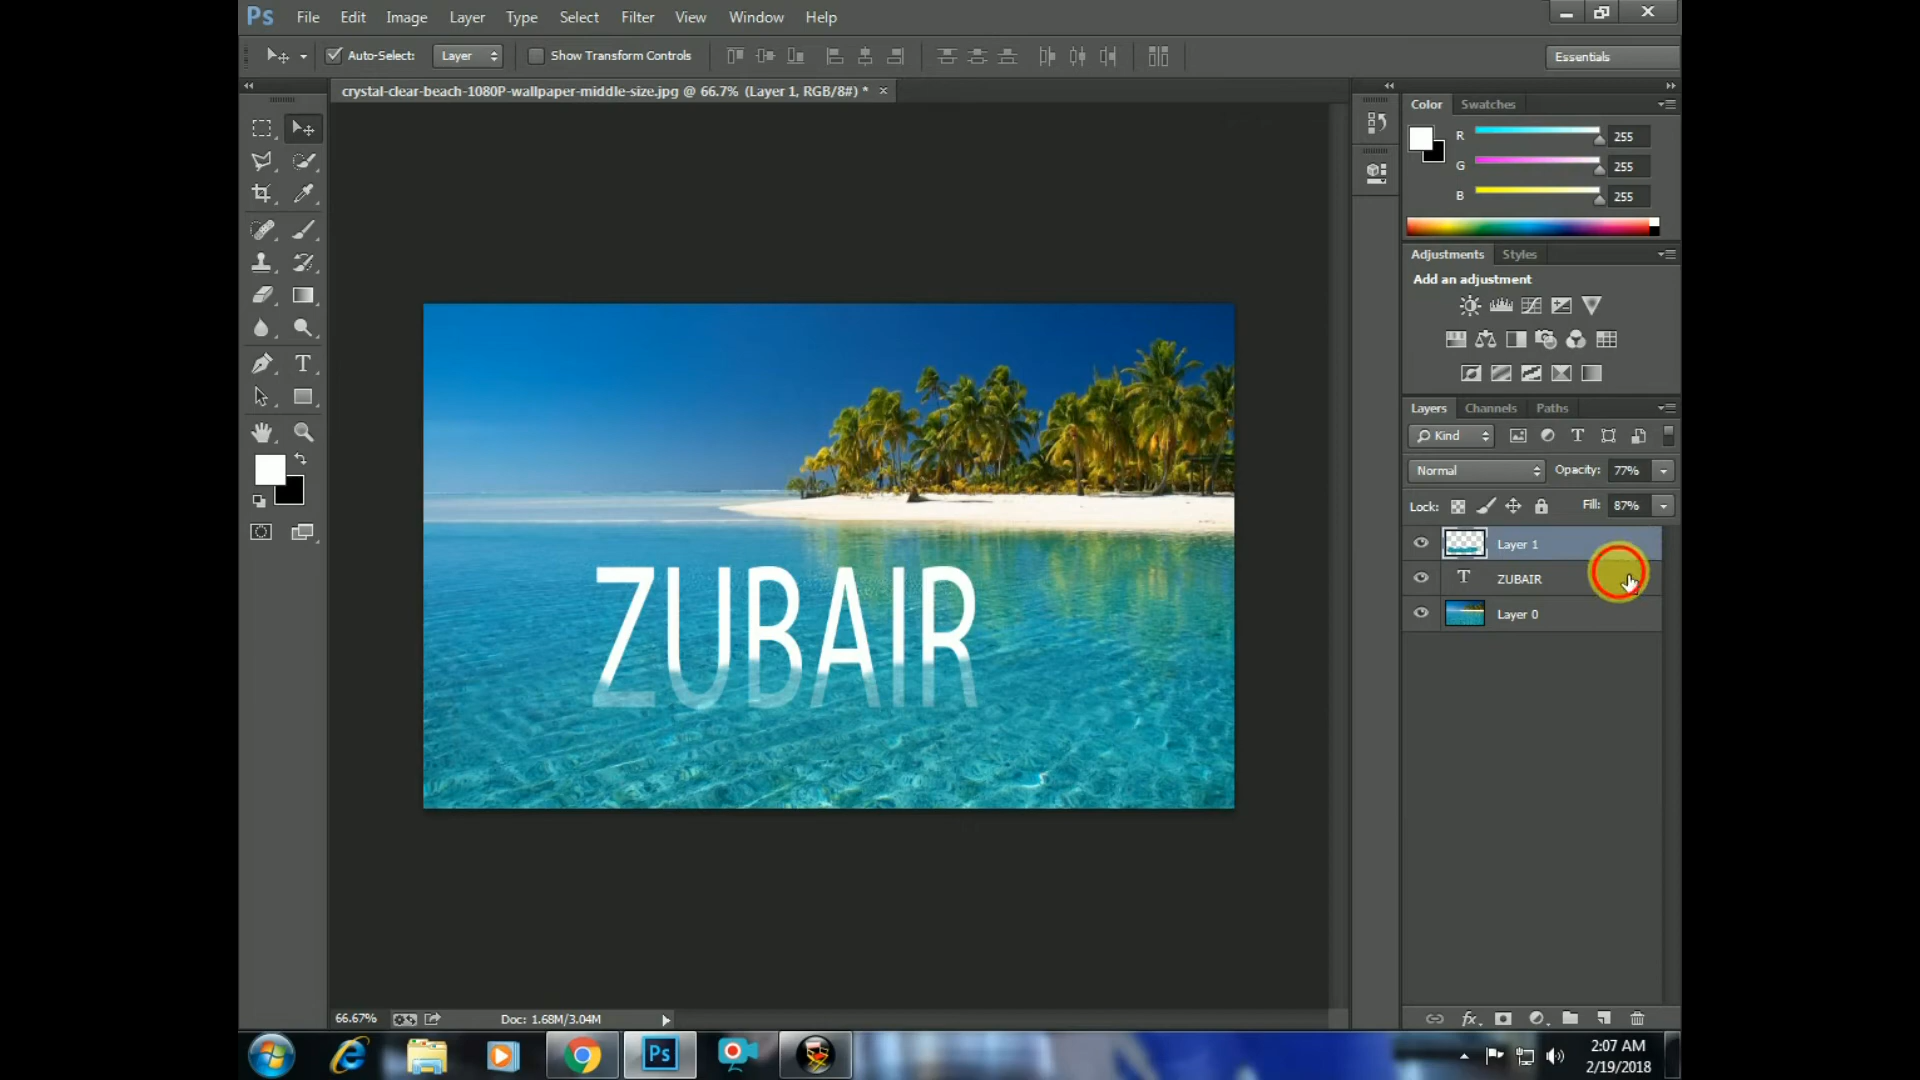 Ps File Edit Image Layer Type Select Filter View Window Help
Auto-Select: Layer Show Transform Controls Essentials
crystal-clear-beach-1080P-wallpaper-middle-size.jpg @ 66.7% (Layer 1, RGB/8#) * ×
Color Swatches
R 255
G 255
B 255
Adjustments Styles
Add an adjustment
Layers Channels Paths
Kind
Normal Opacity: 77%
Lock: Fill: 87%
Layer 1
T ZUBAIR
Layer 0
ZUBAIR
66.67% Doc: 1.68M/3.04M
Ps
2:07 AM
2/19/2018